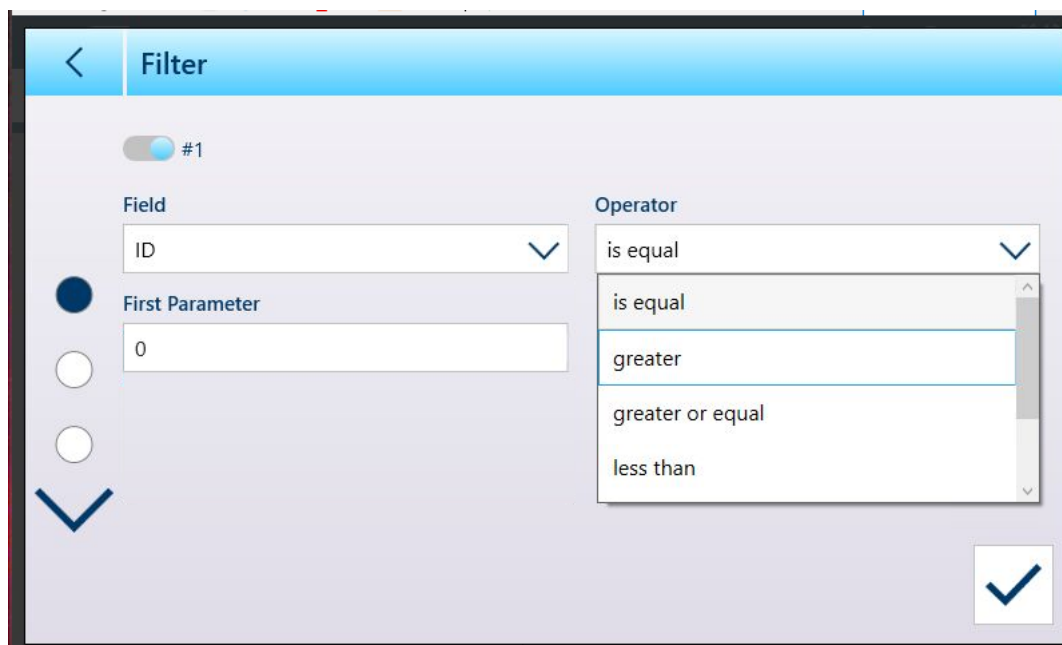 Filter
#1
Field
Operator
ID
is equal
First Parameter
0
is equal
greater
greater or equal
less than